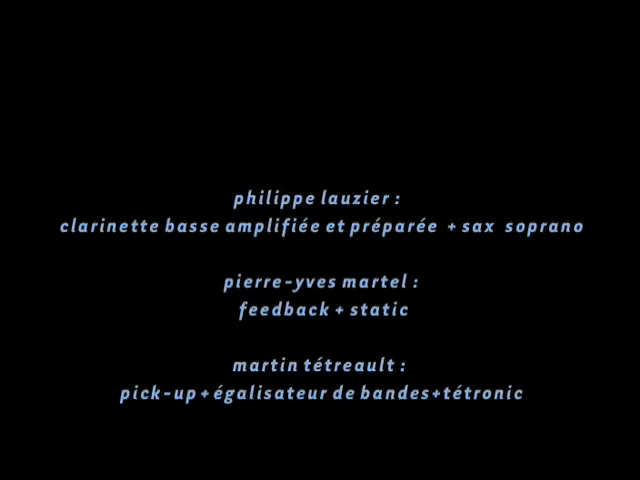 philippe lauzier :
clarinette basse amplifiée et préparée + sax soprano
pierre-yves martel :
feedback + static
martin tétreault :
pick-up+égalisateur de bandes+tétronic